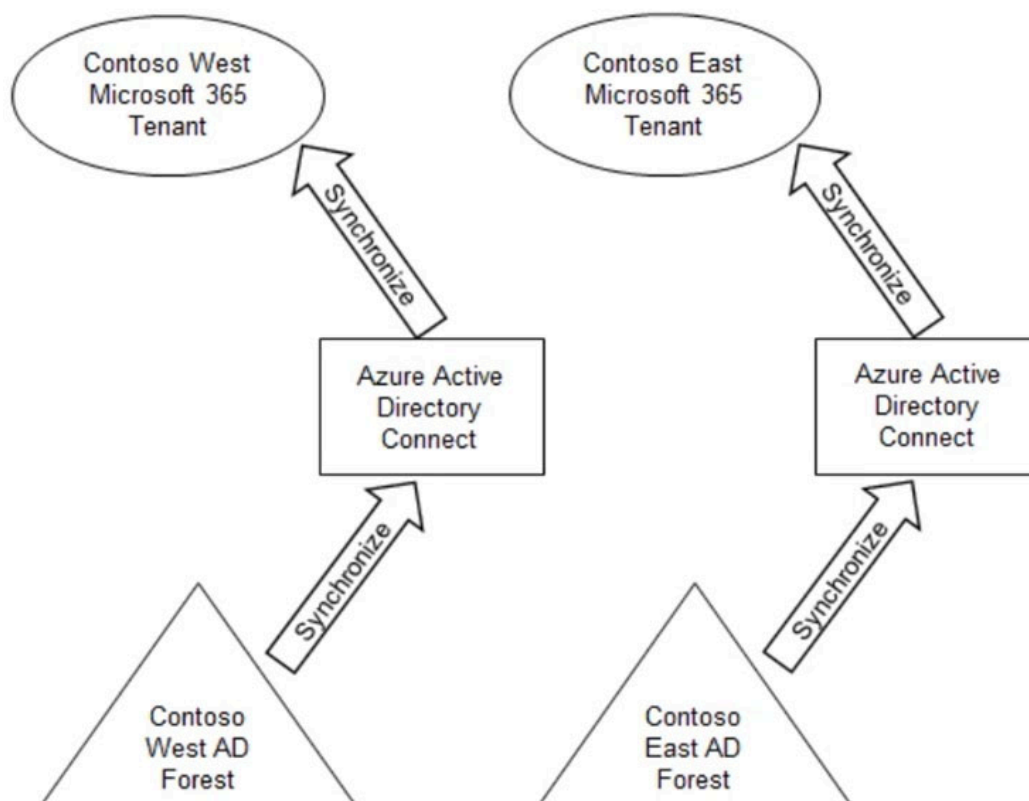 Contoso West
Microsoft 365
Tenant
Contoso East
Microsoft 365
Tenant
Synchronize
Synchronize
Azure Active
Directory
Connect
Azure Active
Directory
Connect
Synchronize
Synchronize
Contoso
West AD
Forest
Contoso
East AD
Forest